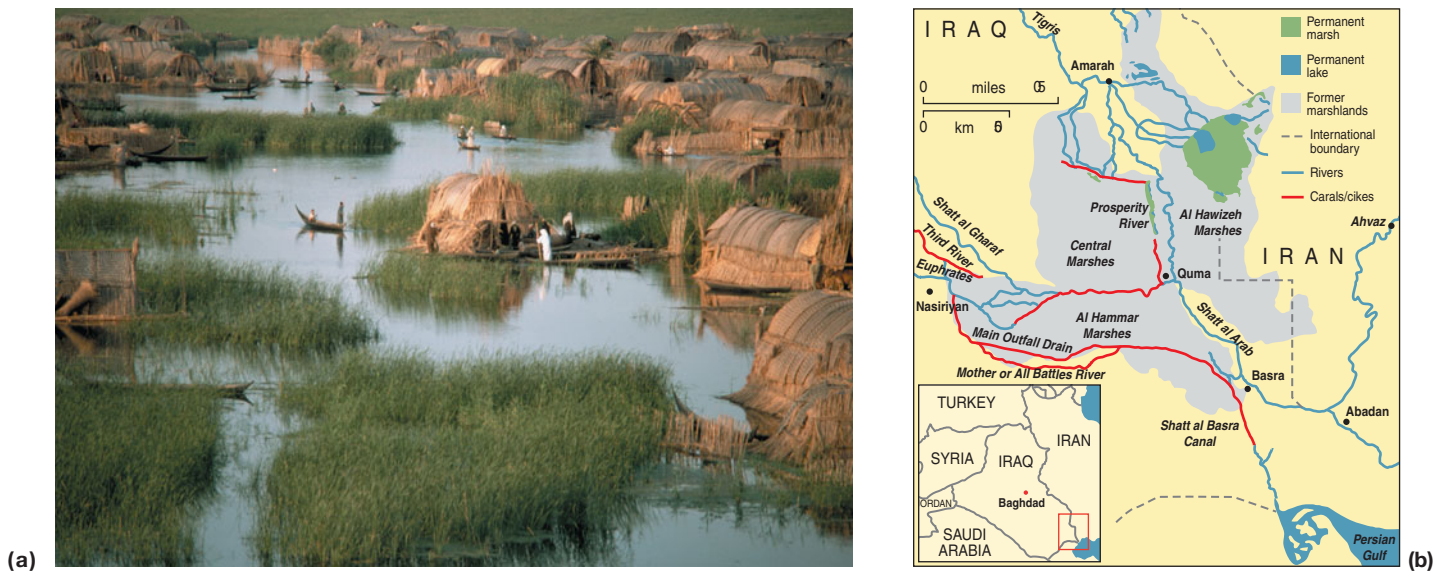 (a)
IRAQ
Tigris
Amarah
0 miles 05
0 km 5
Permanent
marsh
Permanent
lake
Former
marshlands
International
boundary
Rivers
Carals/cikes
Prosperity
River
Al Hawizeh
Marshes
Ahvaz
Shatt al Gharaf
Third River
Euphrates
Central
Marshes
IRAN
Quma
Nasiriyan
Al Hammar
Marshes
Shatt al Arab
Main Outfall Drain
Mother or All Battles River
Basra
Abadan
Shatt al Basra
Canal
TURKEY
IRAN
SYRIA
IRAQ
Baghdad
ORDAN
SAUDI
ARABIA
Persian
Gulf
(b)